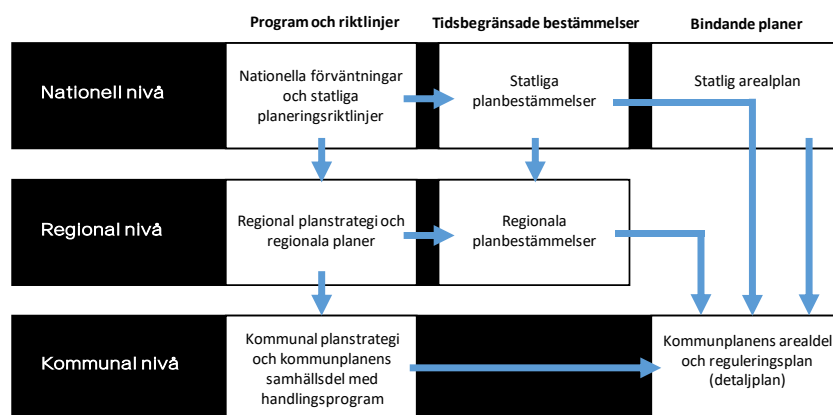 Program och riktlinjer
Tidsbegränsade bestämmelser
Bindande planer
Nationell nivå
Nationella förväntningar
och statliga
planeringsriktlinjer
Statliga
planbestämmelser
Statlig arealplan
Regional nivå
Regional planstrategi och
regionala planer
Regionala
planbestämmelser
Kommunal nivå
Kommunal planstrategi
och kommunplanens
samhällsdel med
handlingsprogram
Kommunplanens arealdel
och reguleringsplan
(detaljplan)